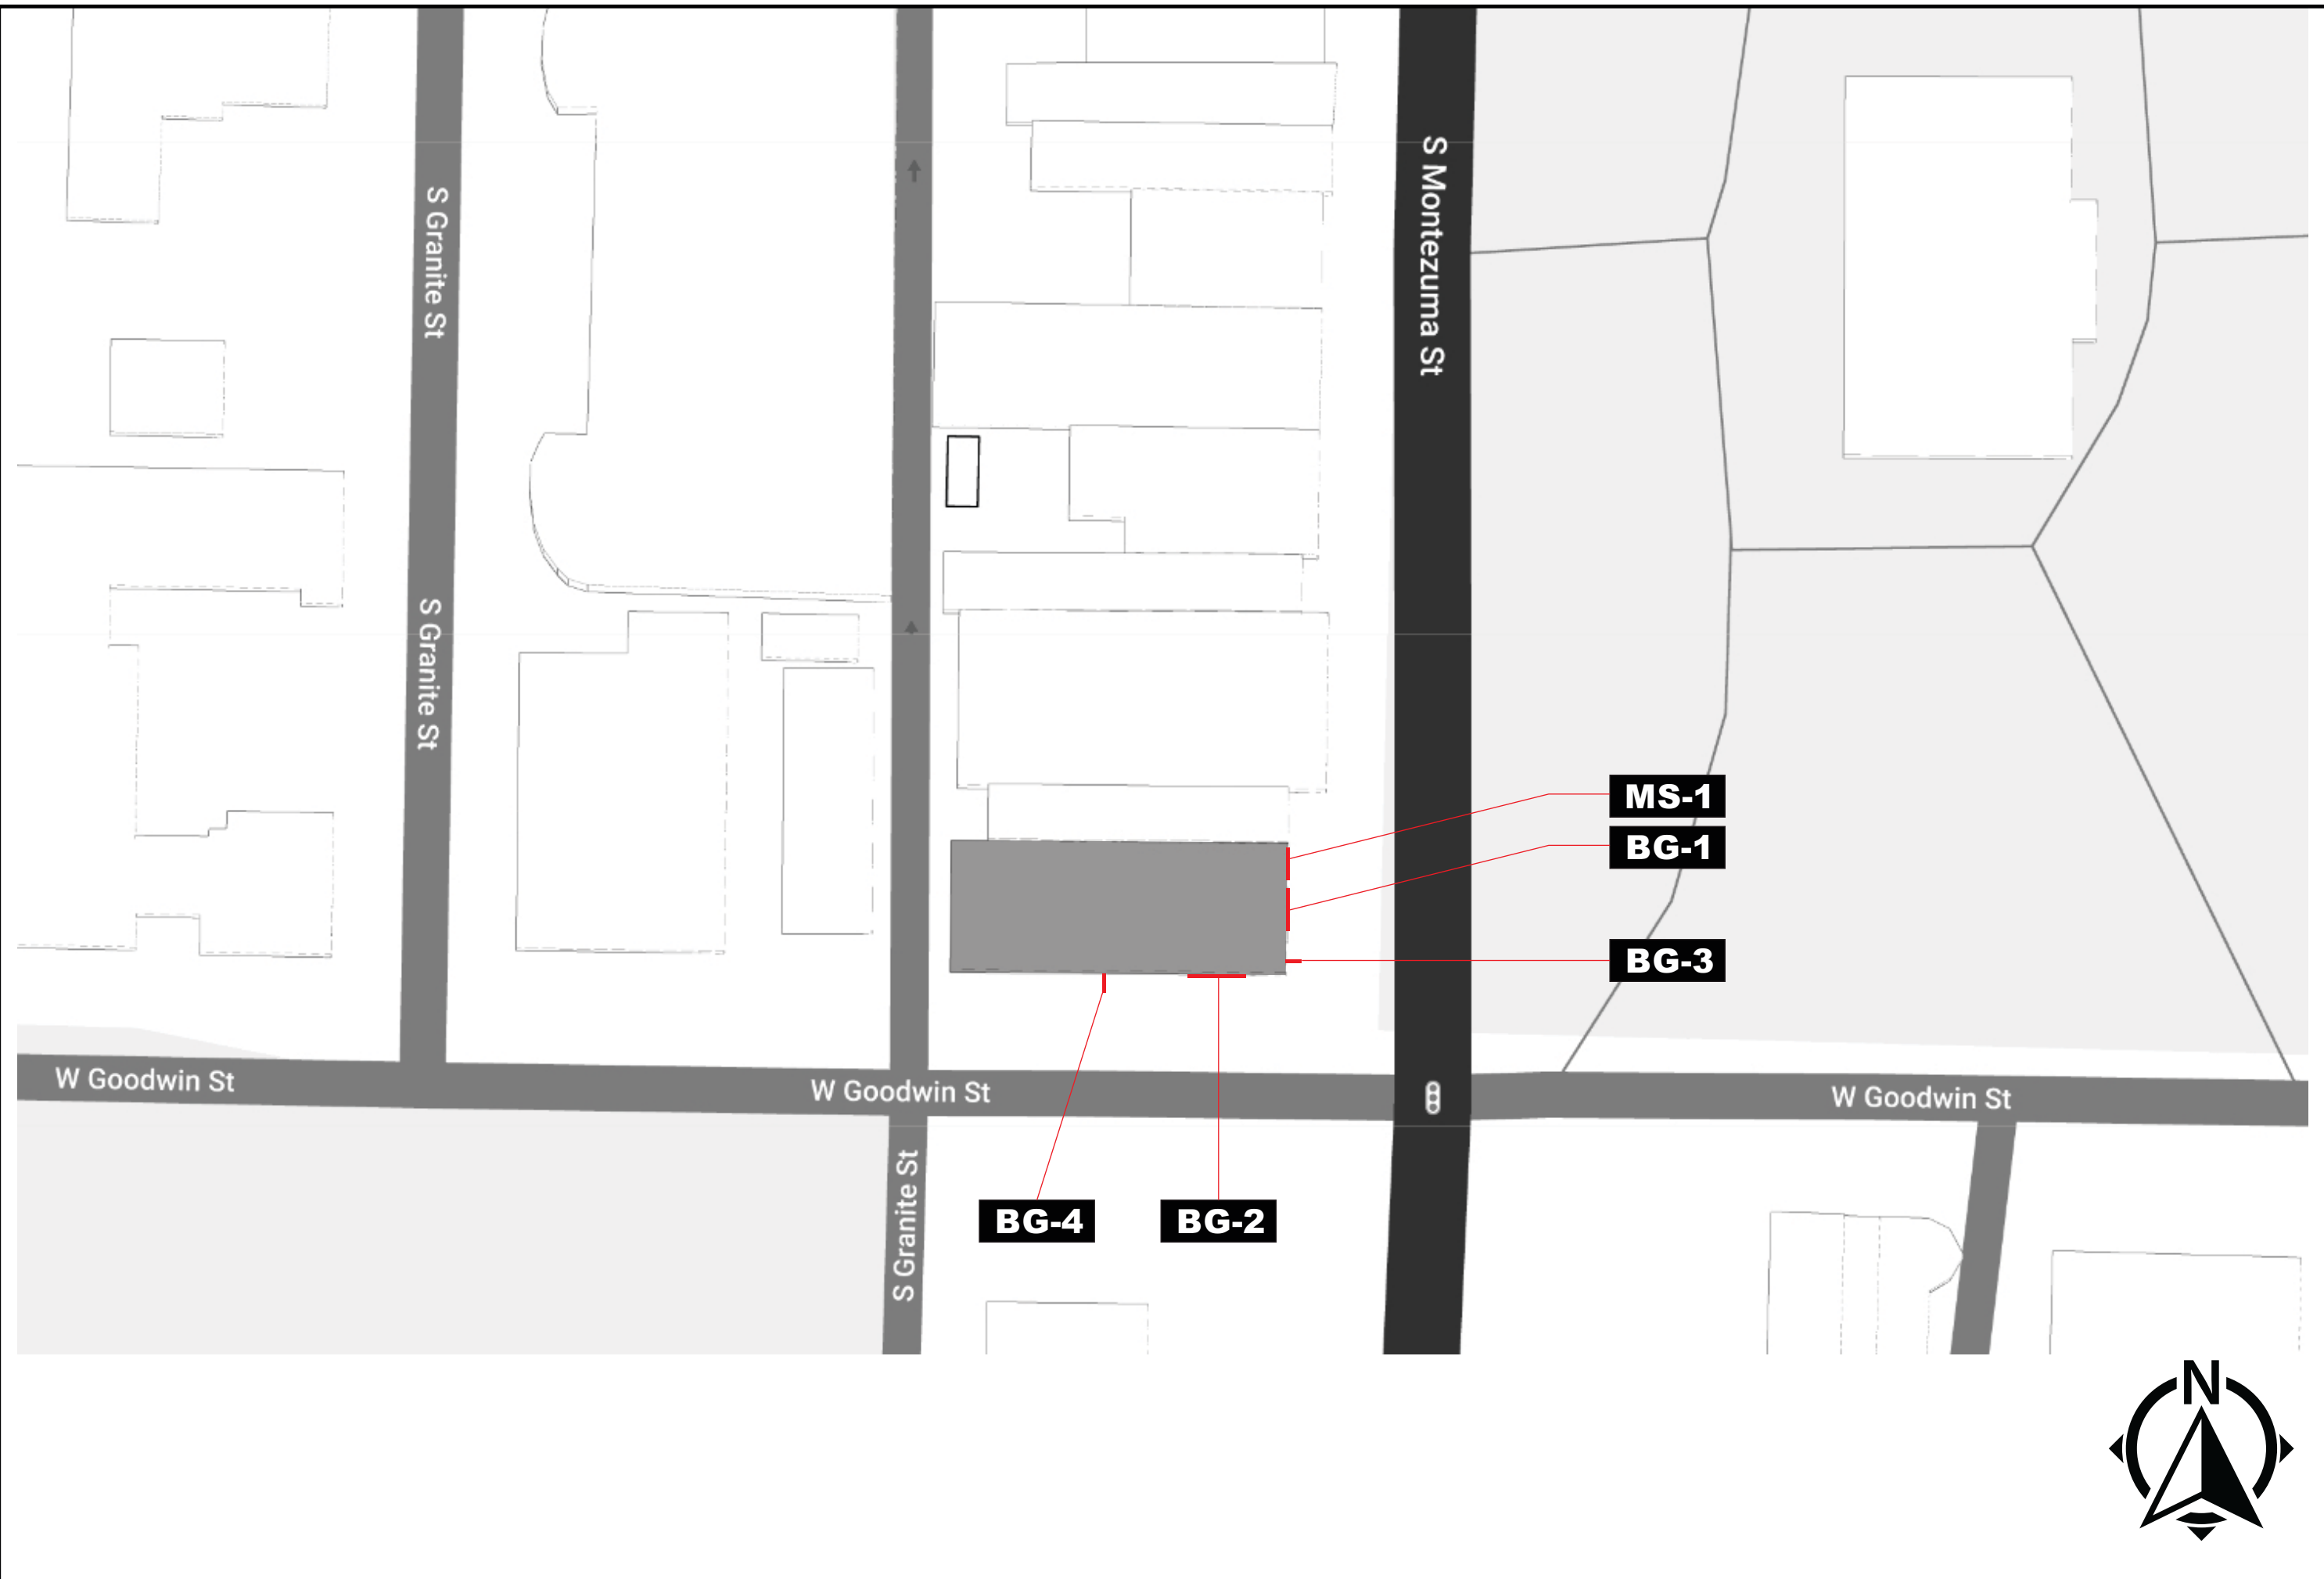 S Granite St
S Montezuma St
S Granite St
MS-1
BG-1
BG-3
W Goodwin St
W Goodwin St
W Goodwin St
S Granite St
BG-4
BG-2
N